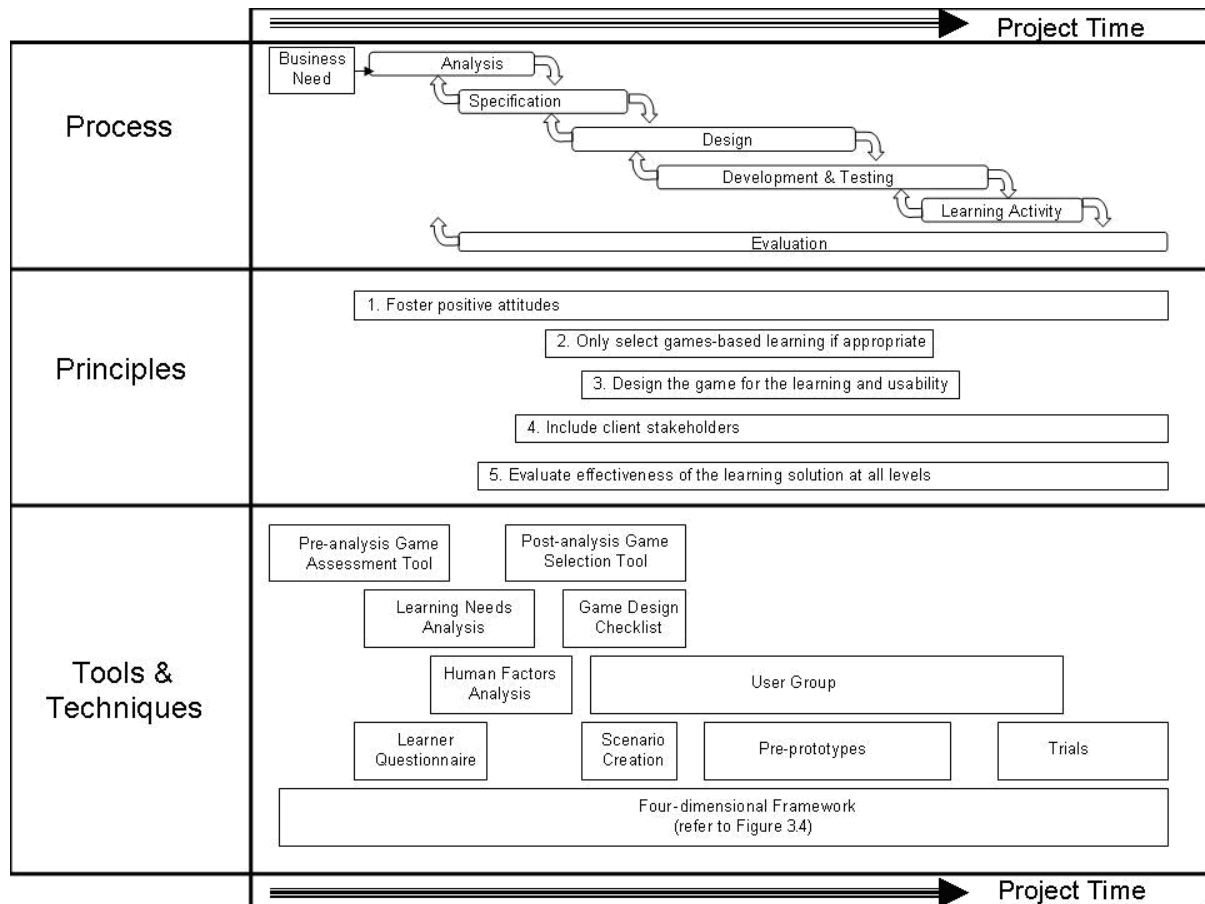 Project Time
Process
Business
Need
Analysis
Specification
Design
Development & Testing
Learning Activity
Evaluation
Principles
1. Foster positive attitudes
2. Only select games-based learning if appropriate
3. Design the game for the learning and usability
4. Include client stakeholders
5. Evaluate effectiveness of the learning solution at all levels
Tools &
Techniques
Pre-analysis Game
Assessment Tool
Post-analysis Game
Selection Tool
Learning Needs
Analysis
Game Design
Checklist
Human Factors
Analysis
User Group
Learner
Questionnaire
Scenario
Creation
Pre-prototypes
Trials
Four-dimensional Framework
(refer to Figure 3.4)
Project Time